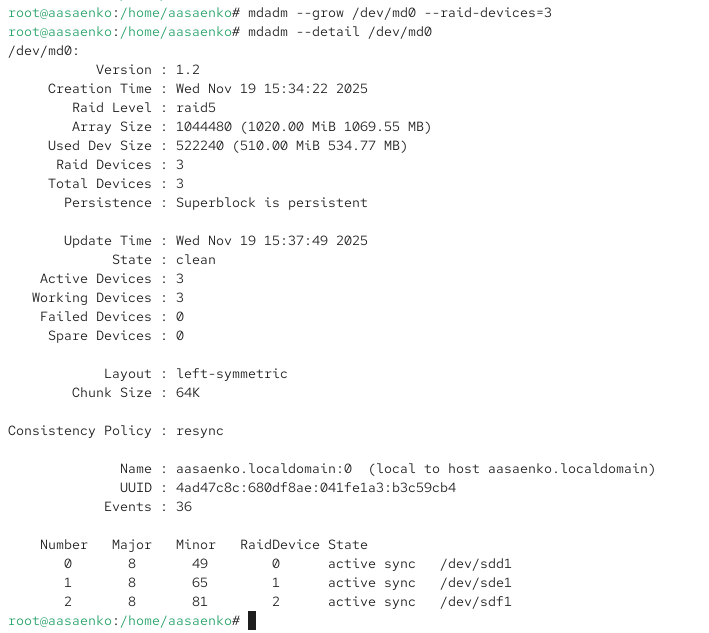 root@aasaenko:/home/aasaenko# mdadm --grow /dev/md0 --raid-devices=3
root@aasaenko:/home/aasaenko# mdadm --detail /dev/md0
/dev/md0:
Version : 1.2
Creation Time : Wed Nov 19 15:34:22 2025
Raid Level : raid5
Array Size : 1044480 (1020.00 MiB 1069.55 MB)
Used Dev Size : 522240 (510.00 MiB 534.77 MB)
Raid Devices : 3
Total Devices : 3
Persistence : Superblock is persistent
Update Time : Wed Nov 19 15:37:49 2025
State : clean
Active Devices : 3
Working Devices : 3
Failed Devices : 0
Spare Devices : 0
Layout : left-symmetric
Chunk Size : 64K
Consistency Policy : resync
Name : aasaenko.localdomain:0  (local to host aasaenko.localdomain)
UUID : 4ad47c8c:680df8ae:041fe1a3:b3c59cb4
Events : 36
Number   Major   Minor   RaidDevice State
0       8       49        0      active sync   /dev/sdd1
1       8       65        1      active sync   /dev/sde1
2       8       81        2      active sync   /dev/sdf1
root@aasaenko:/home/aasaenko#